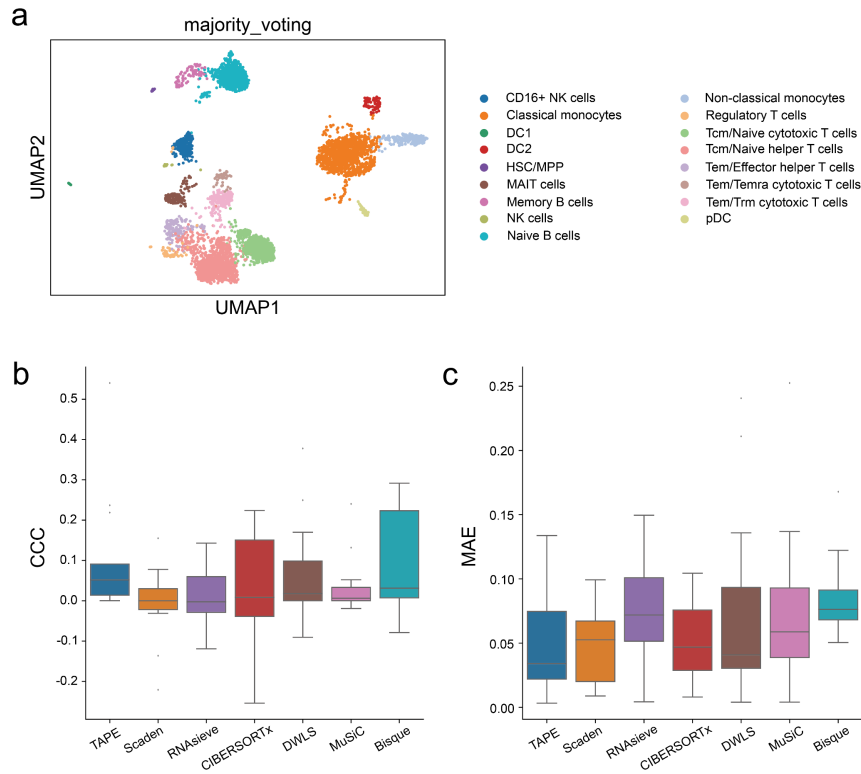 a
majority_voting
UMAP2
UMAP1
CD16+ NK cells
Classical monocytes
DC1
DC2
HSC/MPP
MAIT cells
Memory B cells
NK cells
Naive B cells
Non-classical monocytes
Regulatory T cells
Tcm/Naive cytotoxic T cells
Tcm/Naive helper T cells
Tem/Effector helper T cells
Tem/Temra cytotoxic T cells
Tem/Trm cytotoxic T cells
pDC
b
CCC
0.5
0.4
0.3
0.2
0.1
0.0
-0.1
-0.2
TAPE
Scaden
RNAsieve
CIBERSORTx
DWLS
MuSiC
Bisque
c
MAE
0.25
0.20
0.15
0.10
0.05
0.00
TAPE
Scaden
RNAsieve
CIBERSORTx
DWLS
MuSiC
Bisque